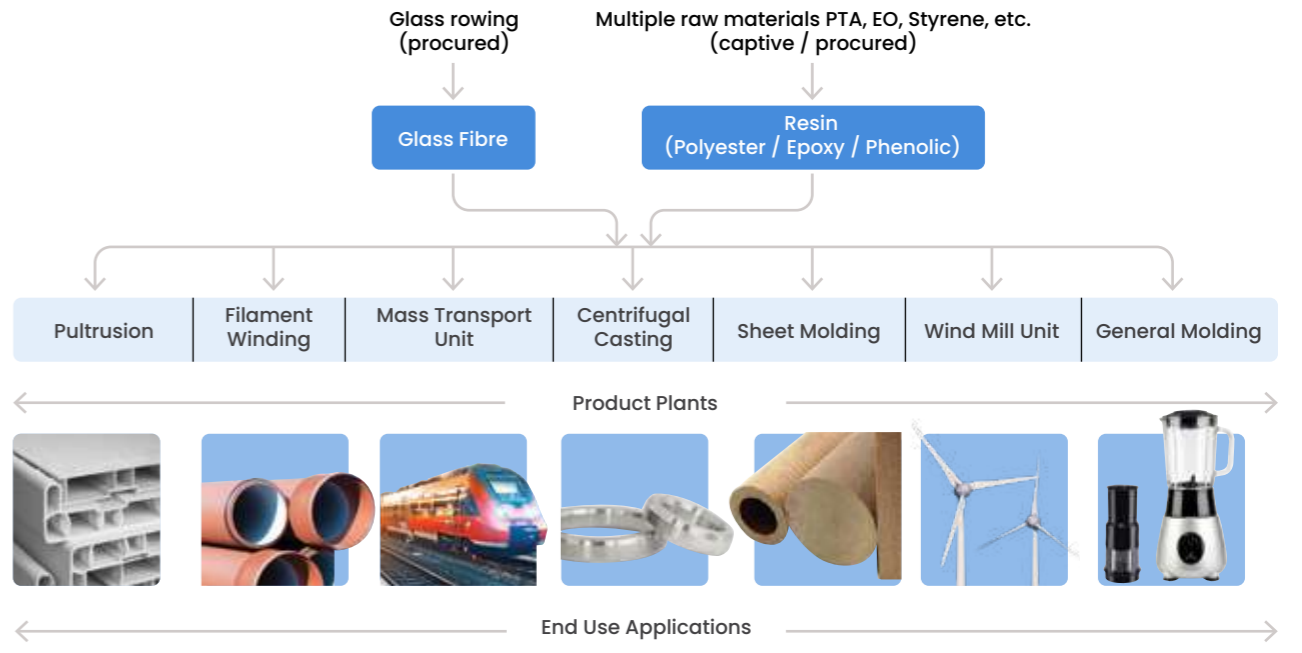 Glass rowing
(procured)
Multiple raw materials PTA, EO, Styrene, etc.
(captive / procured)
Glass Fibre
Resin
(Polyester / Epoxy / Phenolic)
Pultrusion
Filament
Winding
Mass Transport
Unit
Centrifugal
Casting
Sheet Molding
Wind Mill Unit
General Molding
Product Plants
End Use Applications